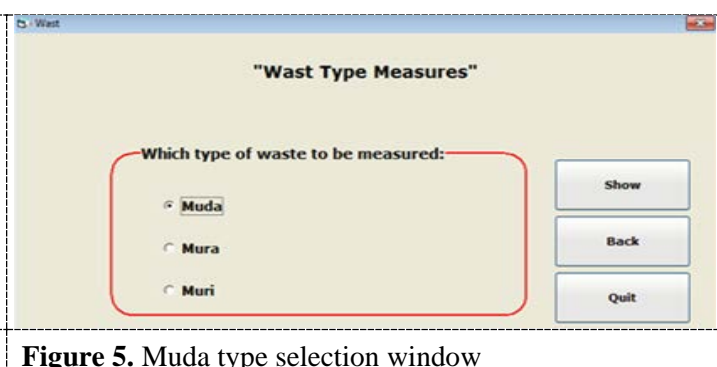 Wast
"Wast Type Measures"
Which type of waste to be measured:
Muda
Mura
Muri
Show
Back
Quit
Figure 5. Muda type selection window